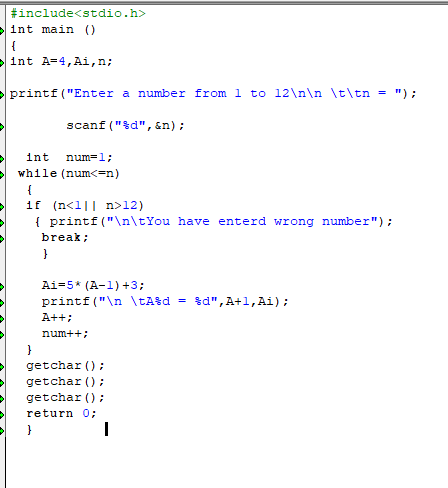 #include<stdio.h>
int main ()
{
int A=4,Ai,n;
printf("Enter a number from 1 to 12\n\n \t\tn = ");
scanf("%d",&n);
int num=1;
while(num<=n)
{
if (n<1|| n>12)
{ printf("\n\tYou have enterd wrong number");
break;
}
Ai=5*(A-1)+3;
printf("\n \tA%d = %d",A+1,Ai);
A++;
num++;
}
getchar();
getchar();
getchar();
return 0;
}